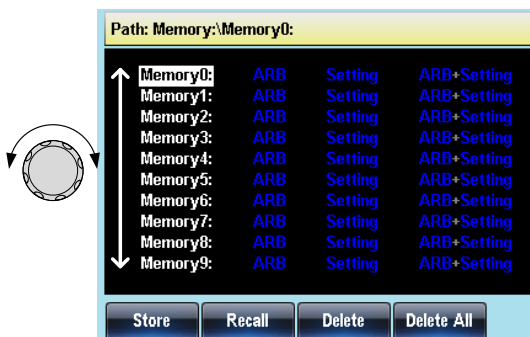 Path: Memory:\Memory0:
Memory0: ARB Setting ARB+Setting
Memory1: ARB Setting ARB+Setting
Memory2: ARB Setting ARB+Setting
Memory3: ARB Setting ARB+Setting
Memory4: ARB Setting ARB+Setting
Memory5: ARB Setting ARB+Setting
Memory6: ARB Setting ARB+Setting
Memory7: ARB Setting ARB+Setting
Memory8: ARB Setting ARB+Setting
Memory9: ARB Setting ARB+Setting
Store Recall Delete Delete All